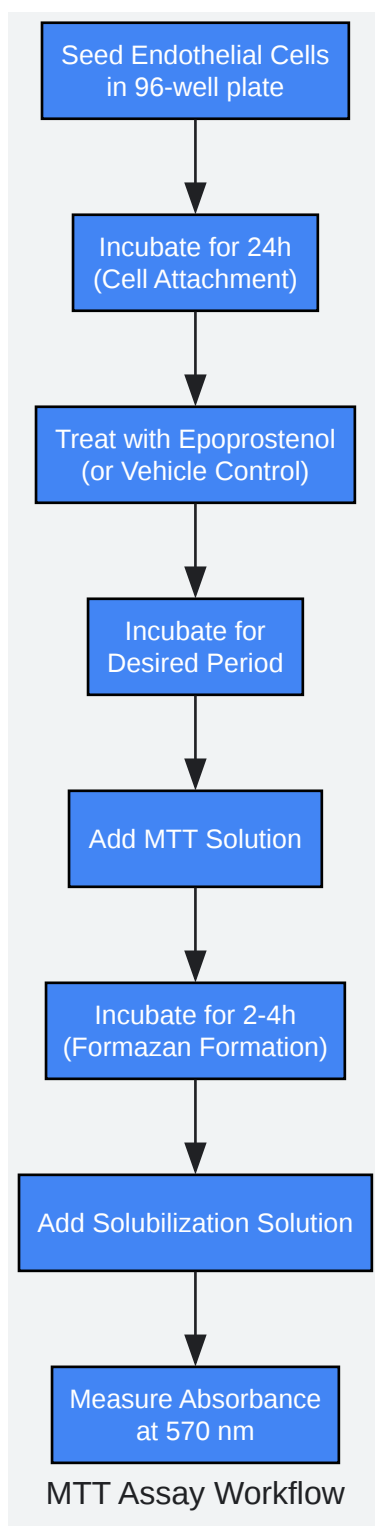 Seed Endothelial Cells
in 96-well plate
Incubate for 24h
(Cell Attachment)
Treat with Epoprostenol
(or Vehicle Control)
Incubate for
Desired Period
Add MTT Solution
Incubate for 2-4h
(Formazan Formation)
Add Solubilization Solution
Measure Absorbance
at 570 nm
MTT Assay Workflow